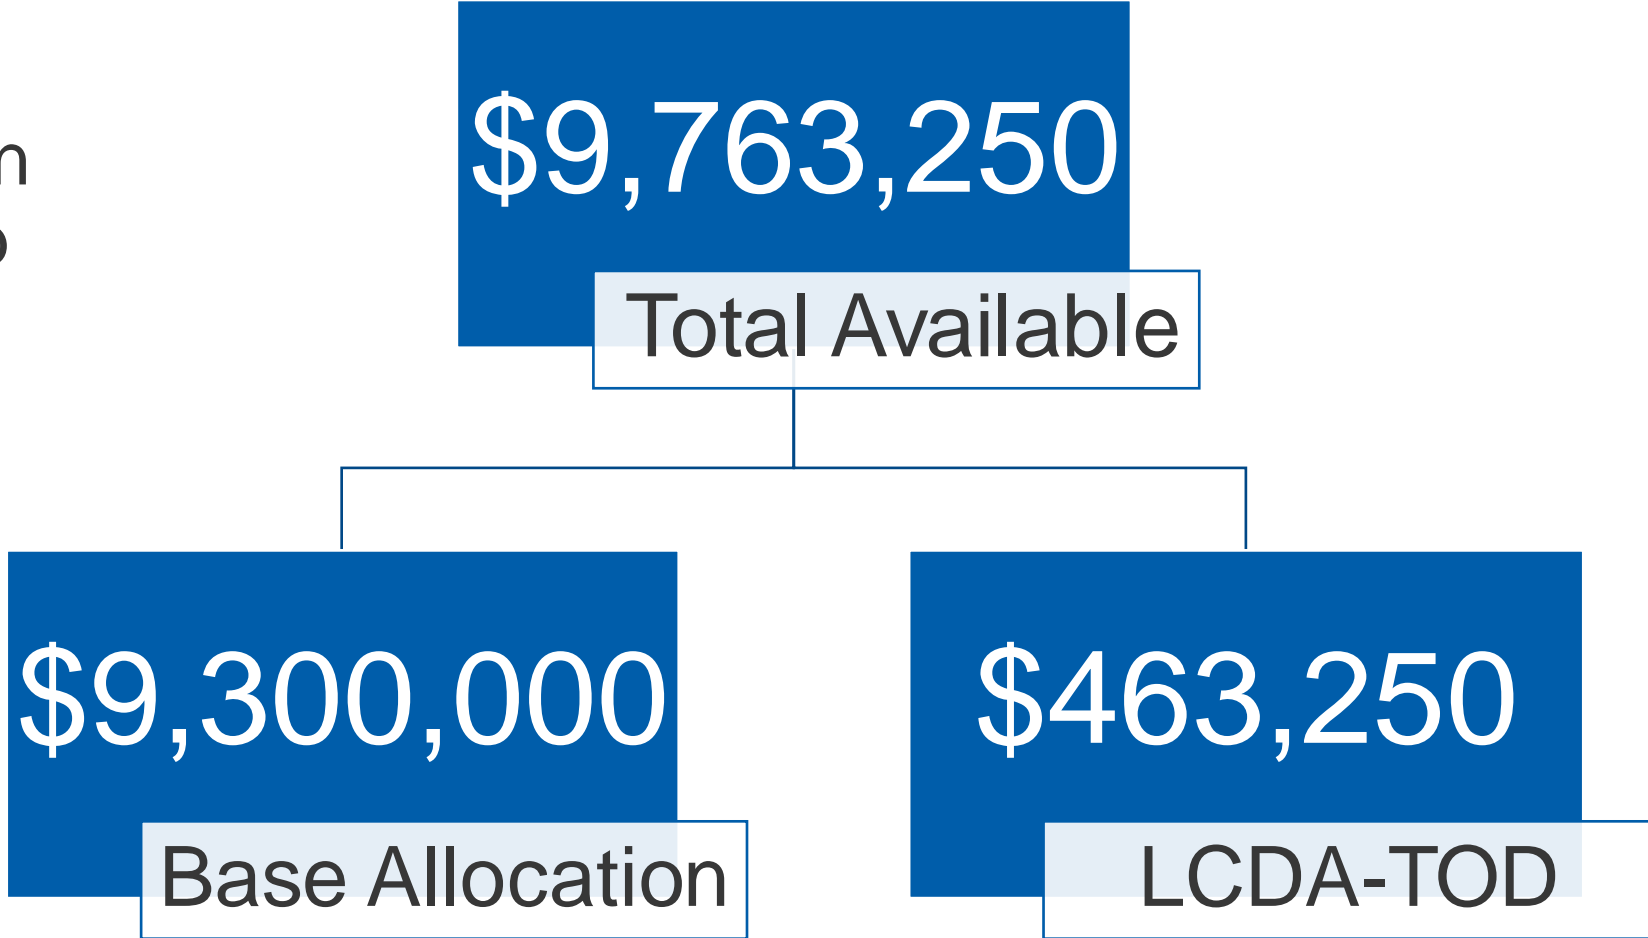 $9,763,250
Total Available
$9,300,000
$463,250
Base Allocation
LCDA-TOD